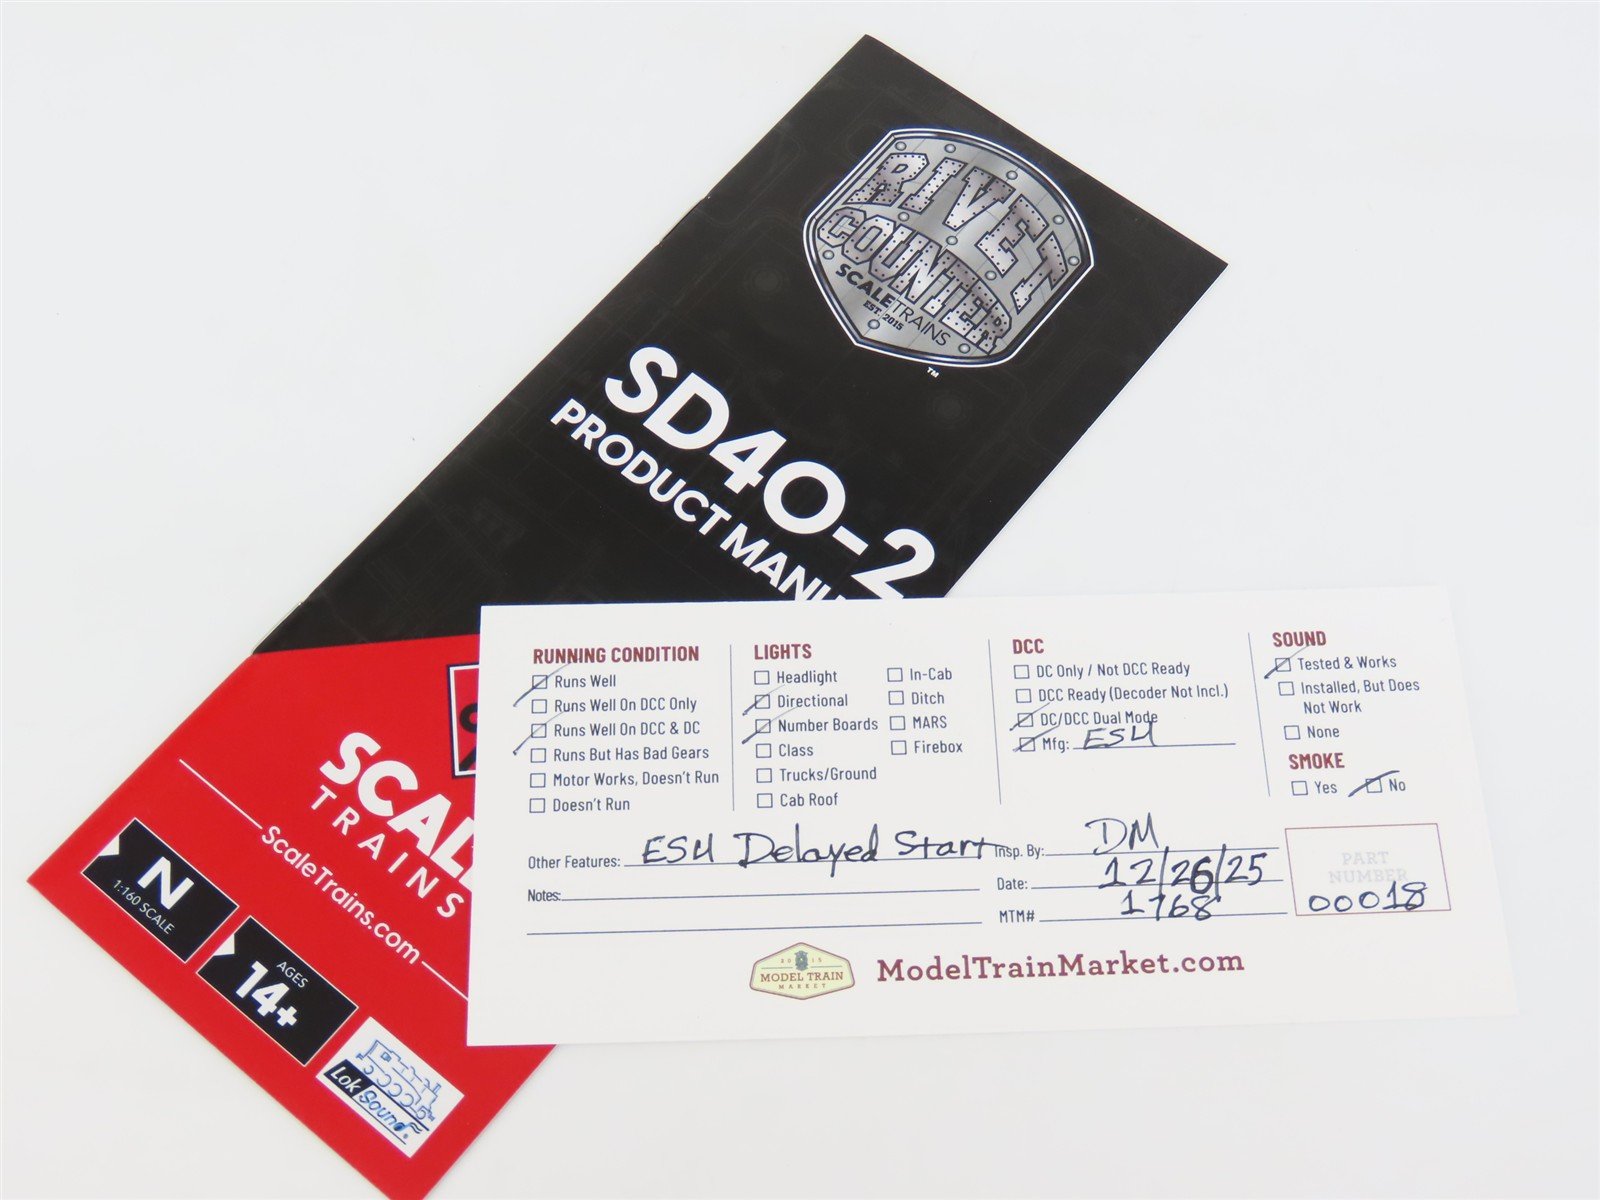 RIVET
COUNTER
SCALETRAINS
EST. 2015
™
SD40-2
PRODUCT MANU
SCAL
TRAINS
ScaleTrains.com
N
1:160 SCALE
AGES
14+
LokSound®
RUNNING CONDITION
Runs Well
Runs Well On DCC Only
Runs Well On DCC & DC
Runs But Has Bad Gears
Motor Works, Doesn't Run
Doesn't Run
LIGHTS
Headlight
Directional
Number Boards
Class
Trucks/Ground
Cab Roof
In-Cab
Ditch
MARS
Firebox
DCC
DC Only / Not DCC Ready
DCC Ready (Decoder Not Incl.)
DC/DCC Dual Mode
Mfg: ESU
SOUND
Tested & Works
Installed, But Does
Not Work
None
SMOKE
Yes No
Other Features: ESU Delayed Start
Notes:
Insp. By: DM
Date: 12/26/25
MTM# 1768
PART
NUMBER
00018
2015
MODEL TRAIN
MARKET
ModelTrainMarket.com